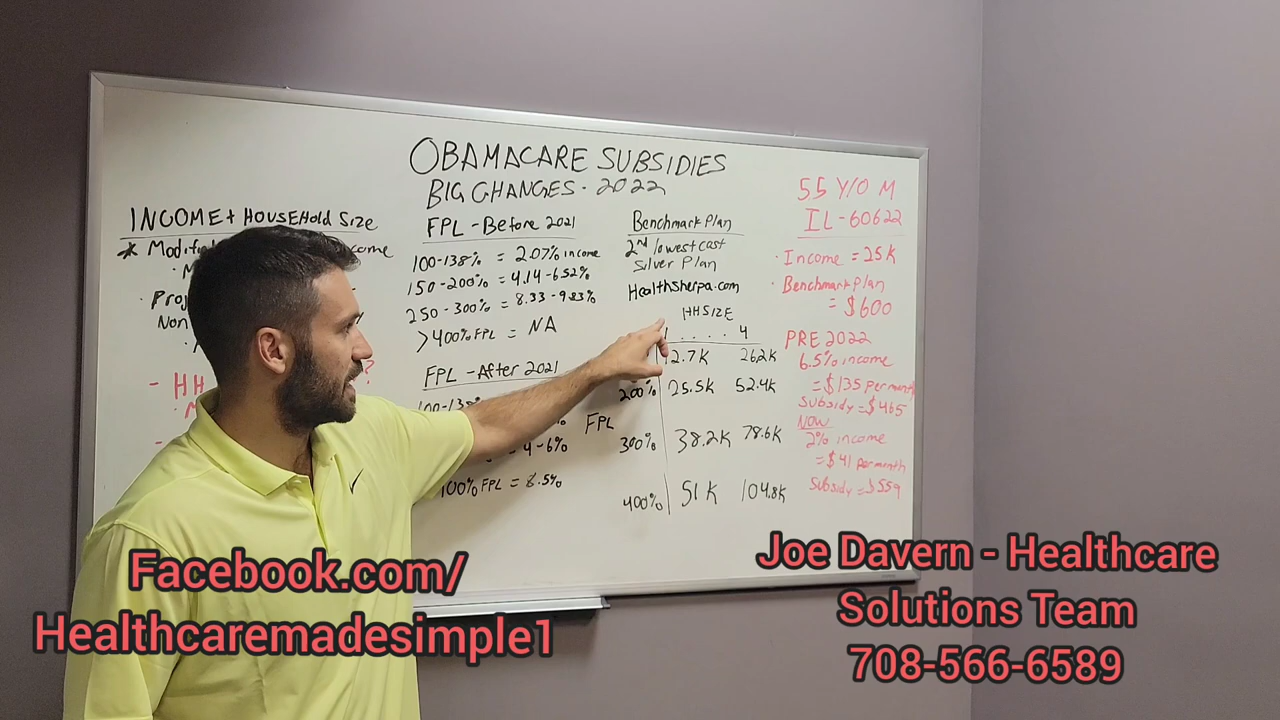 OBAMACARE SUBSIDIES
BIG CHANGES - 2022
INCOME + HOUSEHOLD SIZE
FPL - Before 2021
100-138% = 2.07% income
150-200% = 4.14-6.52%
250-300% = 8.33-9.83%
>400% FPL = NA
FPL - After 2021
4-6%
FPL = 8.5%
Benchmark Plan
2nd lowest cost
Silver Plan
HealthSherpa.com
HH SIZE
1 . . . . 4
12.7K 26.2K
200% 25.5K 52.4K
FPL
300% 38.2K 78.6K
400% 51K 104.8K
55 Y/O M
IL-60622
· Income = 25K
· Benchmark plan
= $600
PRE 2022
6.5% income
= $135 per month
Subsidy = $465
NOW
2% income
= $41 per month
Subsidy = $559
Facebook.com/
Healthcaremadesimple1
Joe Davern - Healthcare
Solutions Team
708-566-6589